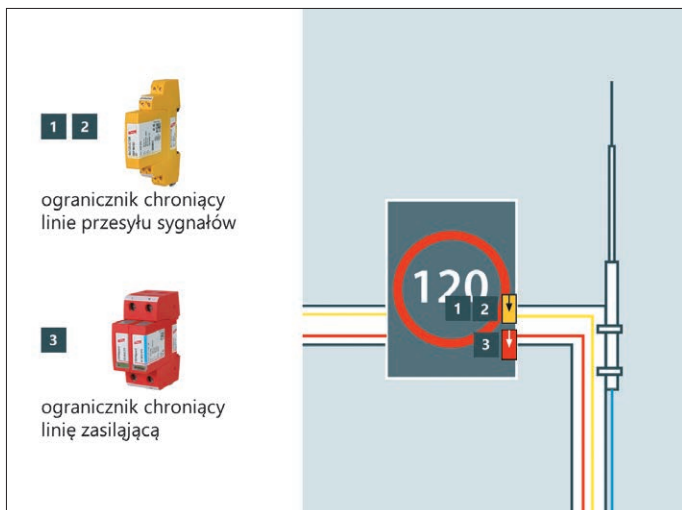 1 2
ogranicznik chroniący
linie przesyłu sygnałów
3
ogranicznik chroniący
linię zasilającą
120
1 2
3